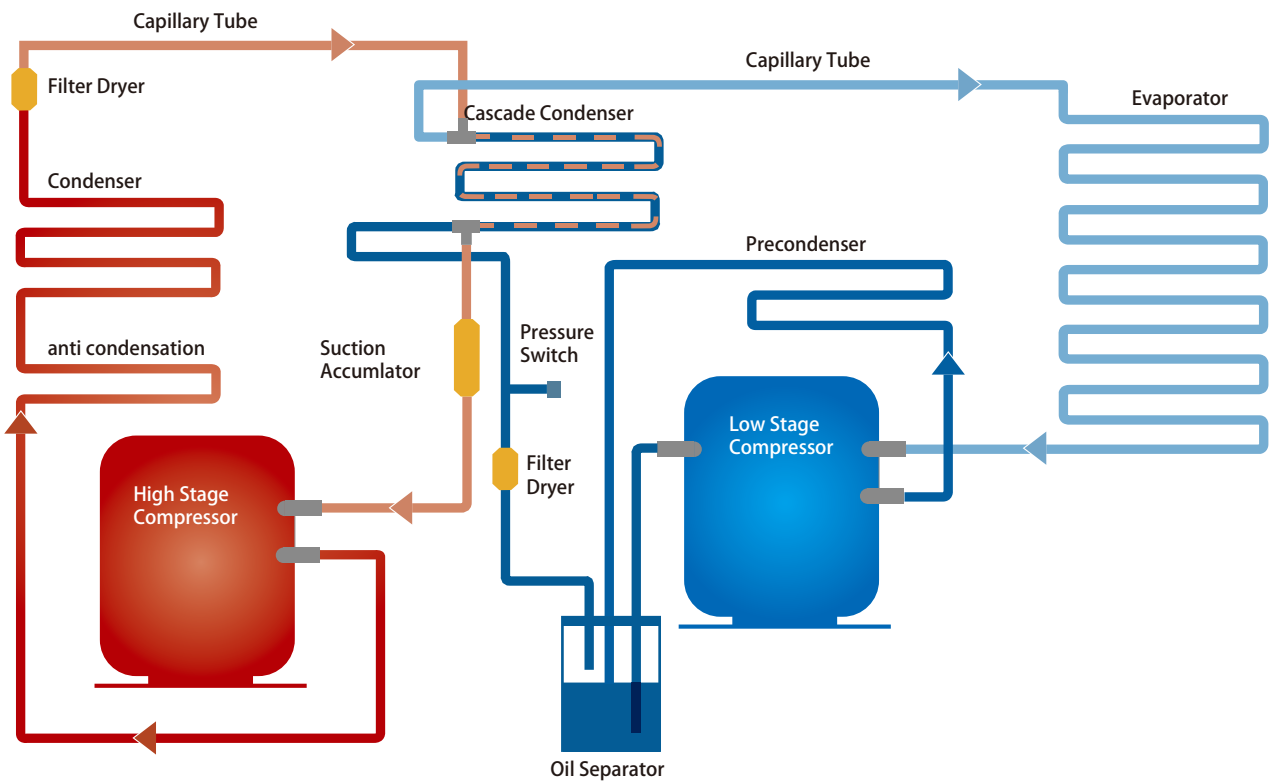 Capillary Tube
Filter Dryer
Capillary Tube
Evaporator
Cascade Condenser
Condenser
Precondenser
anti condensation
Suction
Accumlator
Pressure
Switch
Low Stage
Compressor
Filter
Dryer
High Stage
Compressor
Oil Separator